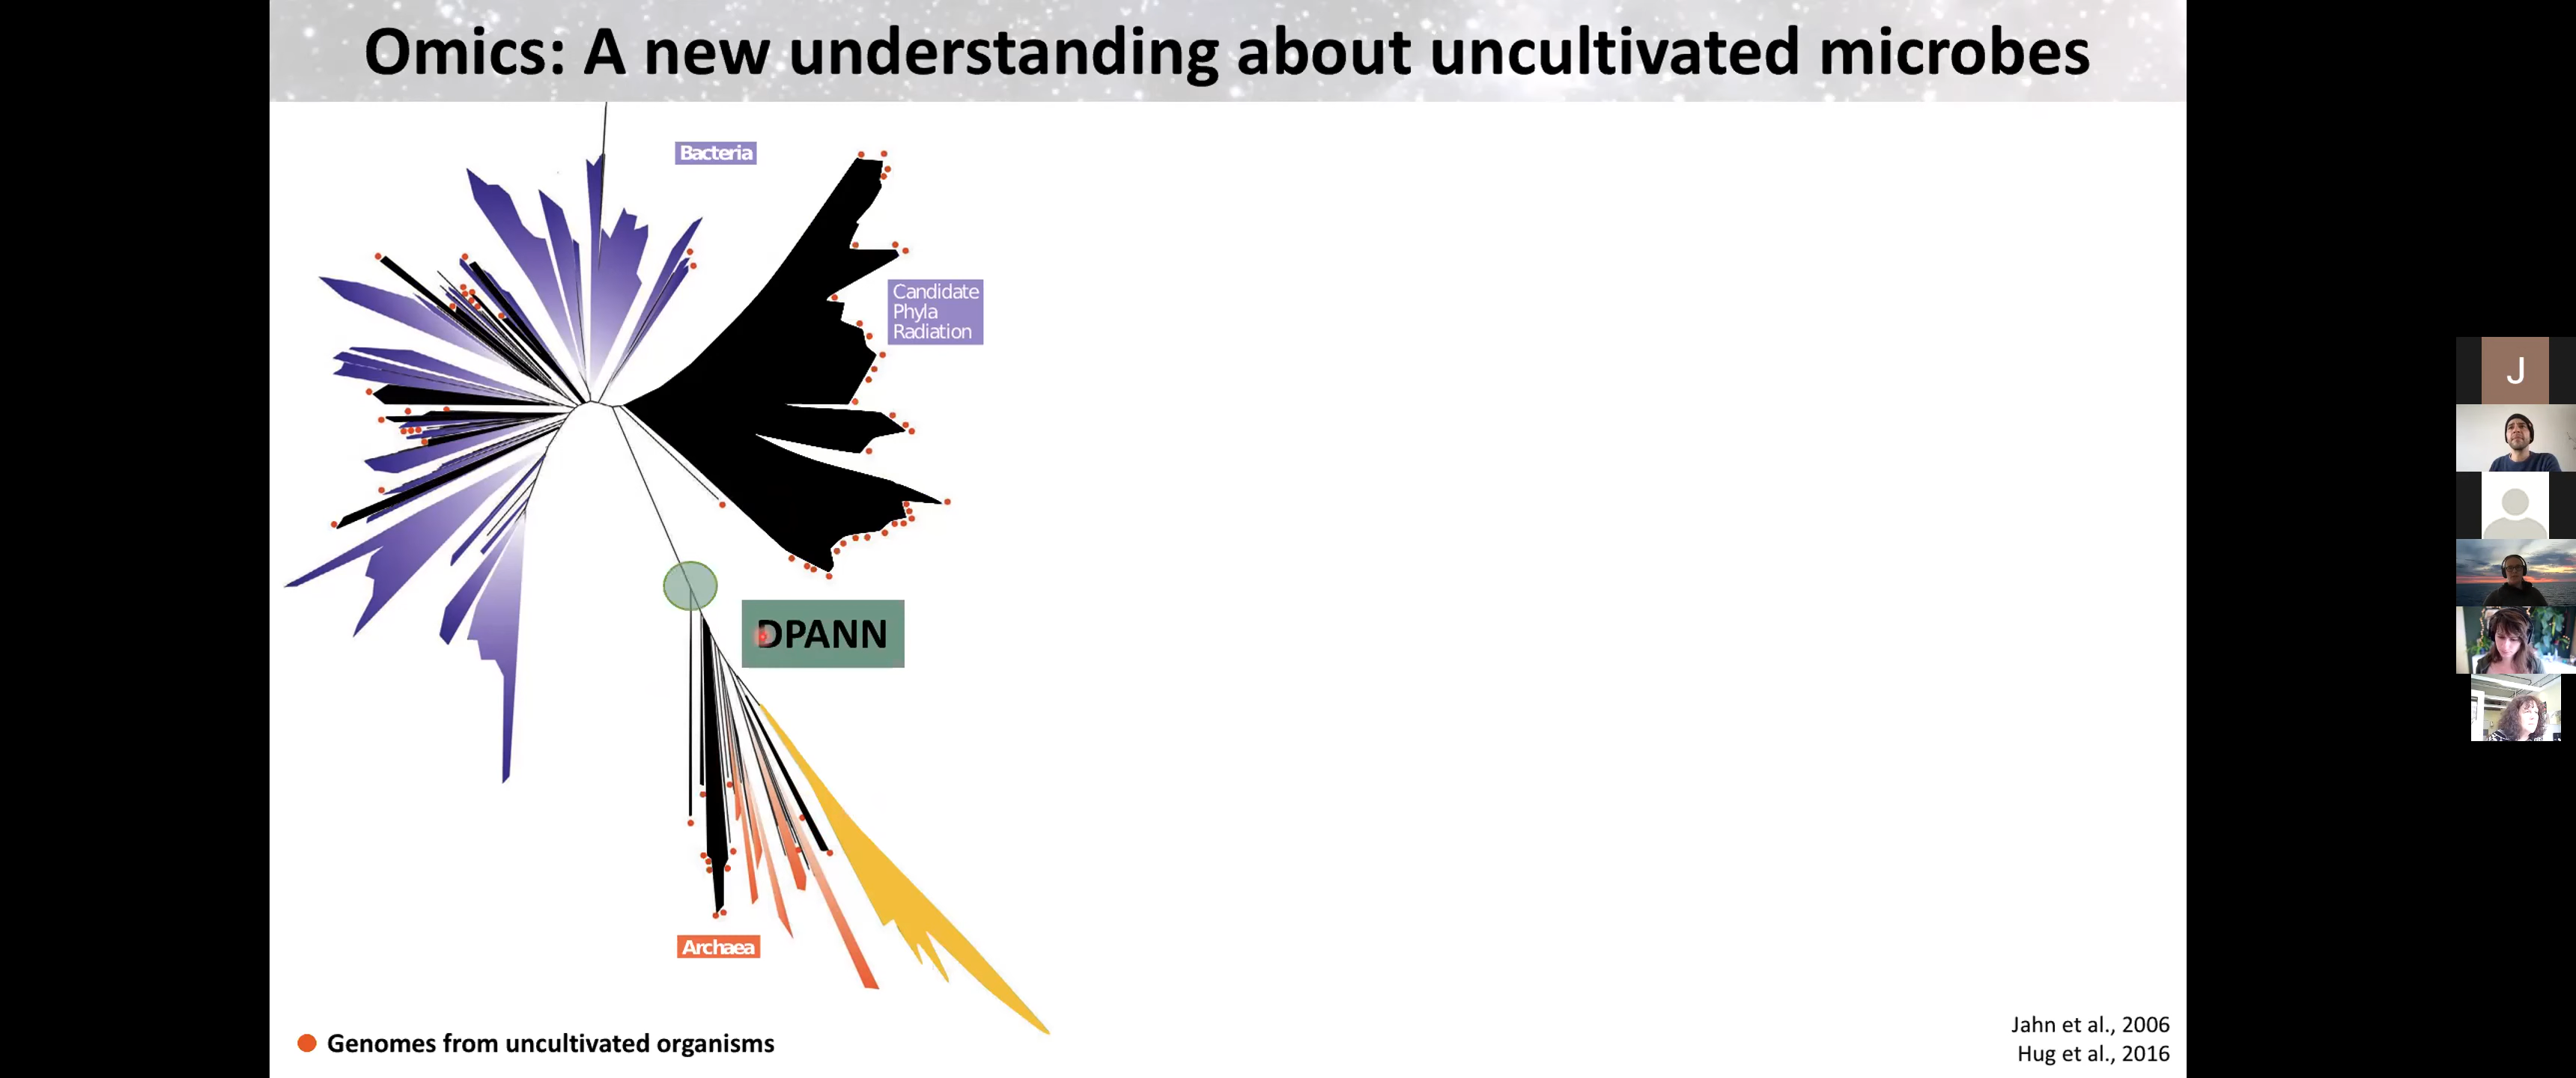 Omics: A new understanding about uncultivated microbes
Bacteria
Candidate
Phyla
Radiation
DPANN
Archaea
Genomes from uncultivated organisms
Jahn et al., 2006
Hug et al., 2016
J